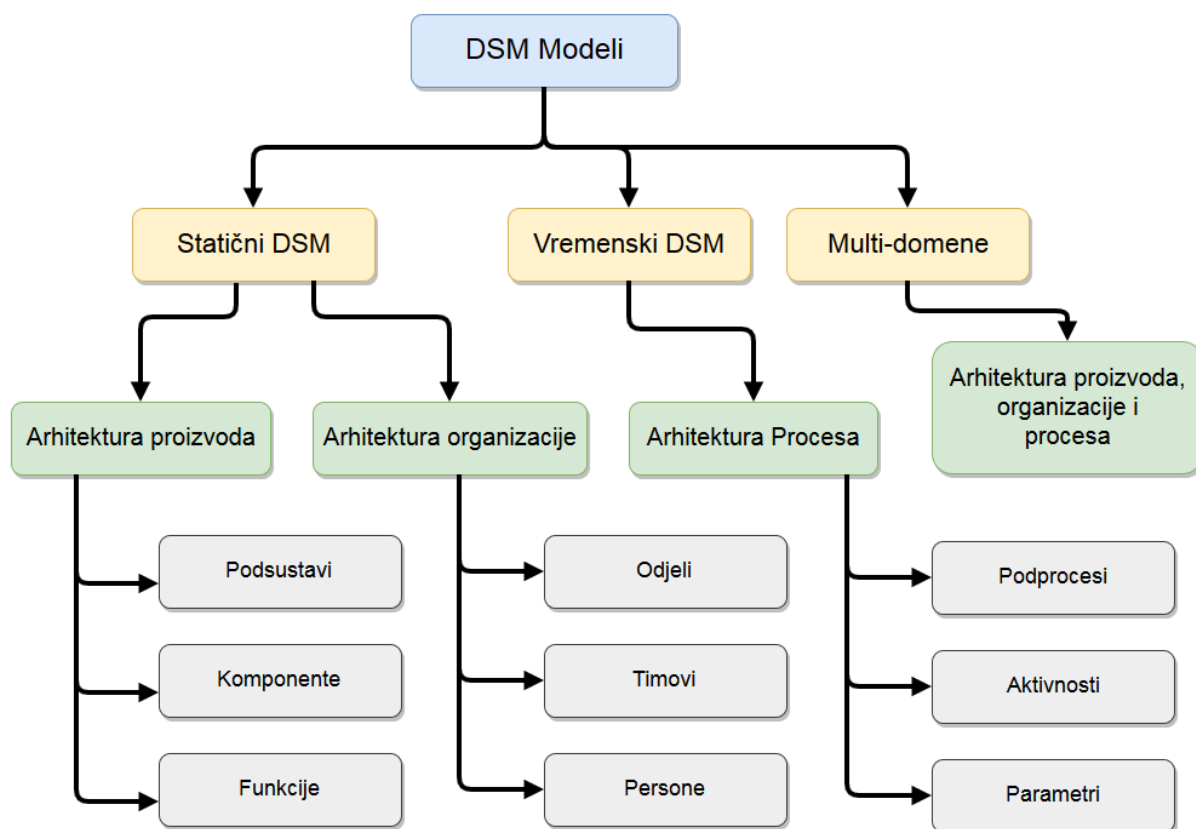 DSM Modeli
Statični DSM
Vremenski DSM
Multi-domene
Arhitektura proizvoda
Arhitektura organizacije
Arhitektura Procesa
Arhitektura proizvoda,
organizacije i
procesa
Podsustavi
Odjeli
Podprocesi
Komponente
Timovi
Aktivnosti
Funkcije
Persone
Parametri